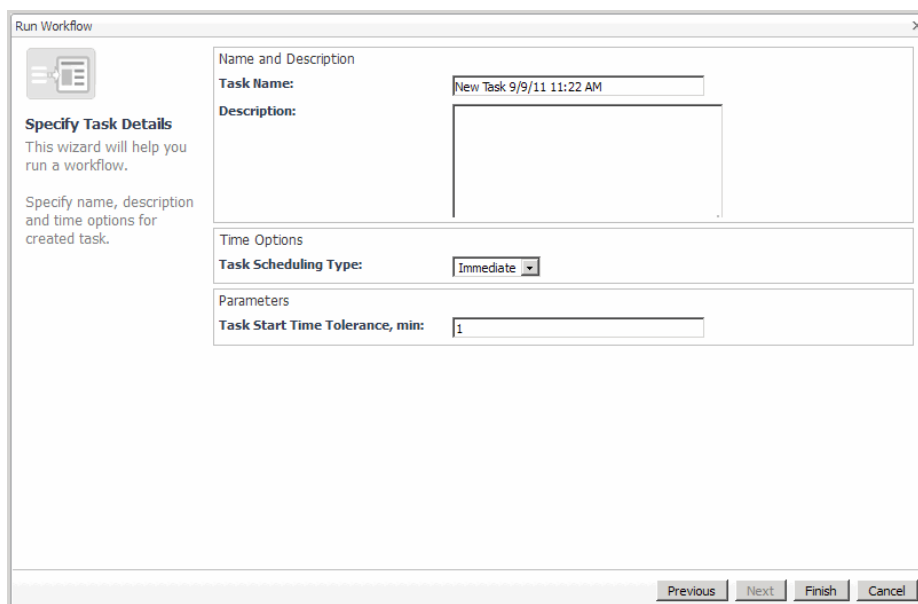 Run Workflow
Specify Task Details
This wizard will help you
run a workflow.
Specify name, description
and time options for
created task.
Name and Description
Task Name:
New Task 9/9/11 11:22 AM
Description:
Time Options
Task Scheduling Type:
Immediate
Parameters
Task Start Time Tolerance, min:
1
Previous
Next
Finish
Cancel